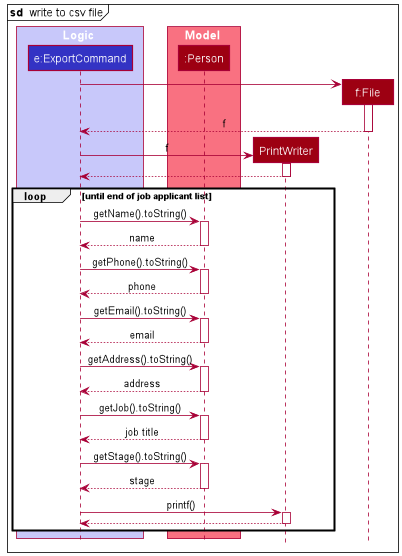 sd write to csv file
Logic
Model
e:ExportCommand
:Person
f:File
f
f
PrintWriter
loop
[until end of job applicant list]
getName().toString()
name
getPhone().toString()
phone
getEmail().toString()
email
getAddress().toString()
address
getJob().toString()
job title
getStage().toString()
stage
printf()